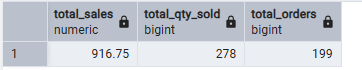 total_sales total_qty_sold total_orders
numeric bigint bigint
1 916.75 278 199